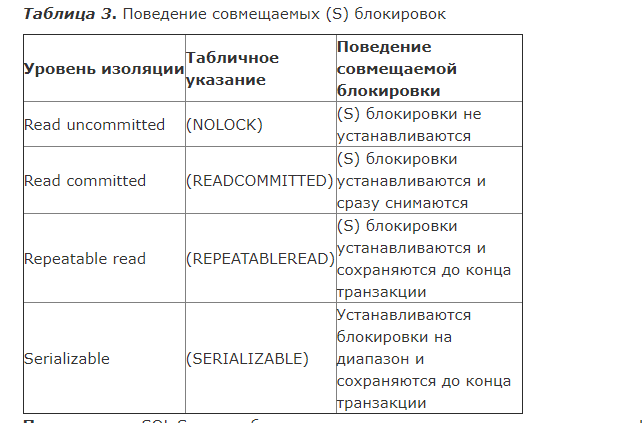 Таблица 3. Поведение совмещаемых (S) блокировок
Уровень изоляции
Табличное
указание
Поведение
совмещаемой
блокировки
Read uncommitted
(NOLOCK)
(S) блокировки не
устанавливаются
Read committed
(READCOMMITTED)
(S) блокировки
устанавливаются и
сразу снимаются
Repeatable read
(REPEATABLEREAD)
(S) блокировки
устанавливаются и
сохраняются до конца
транзакции
Serializable
(SERIALIZABLE)
Устанавливаются
блокировки на
диапазон и
сохраняются до конца
транзакции